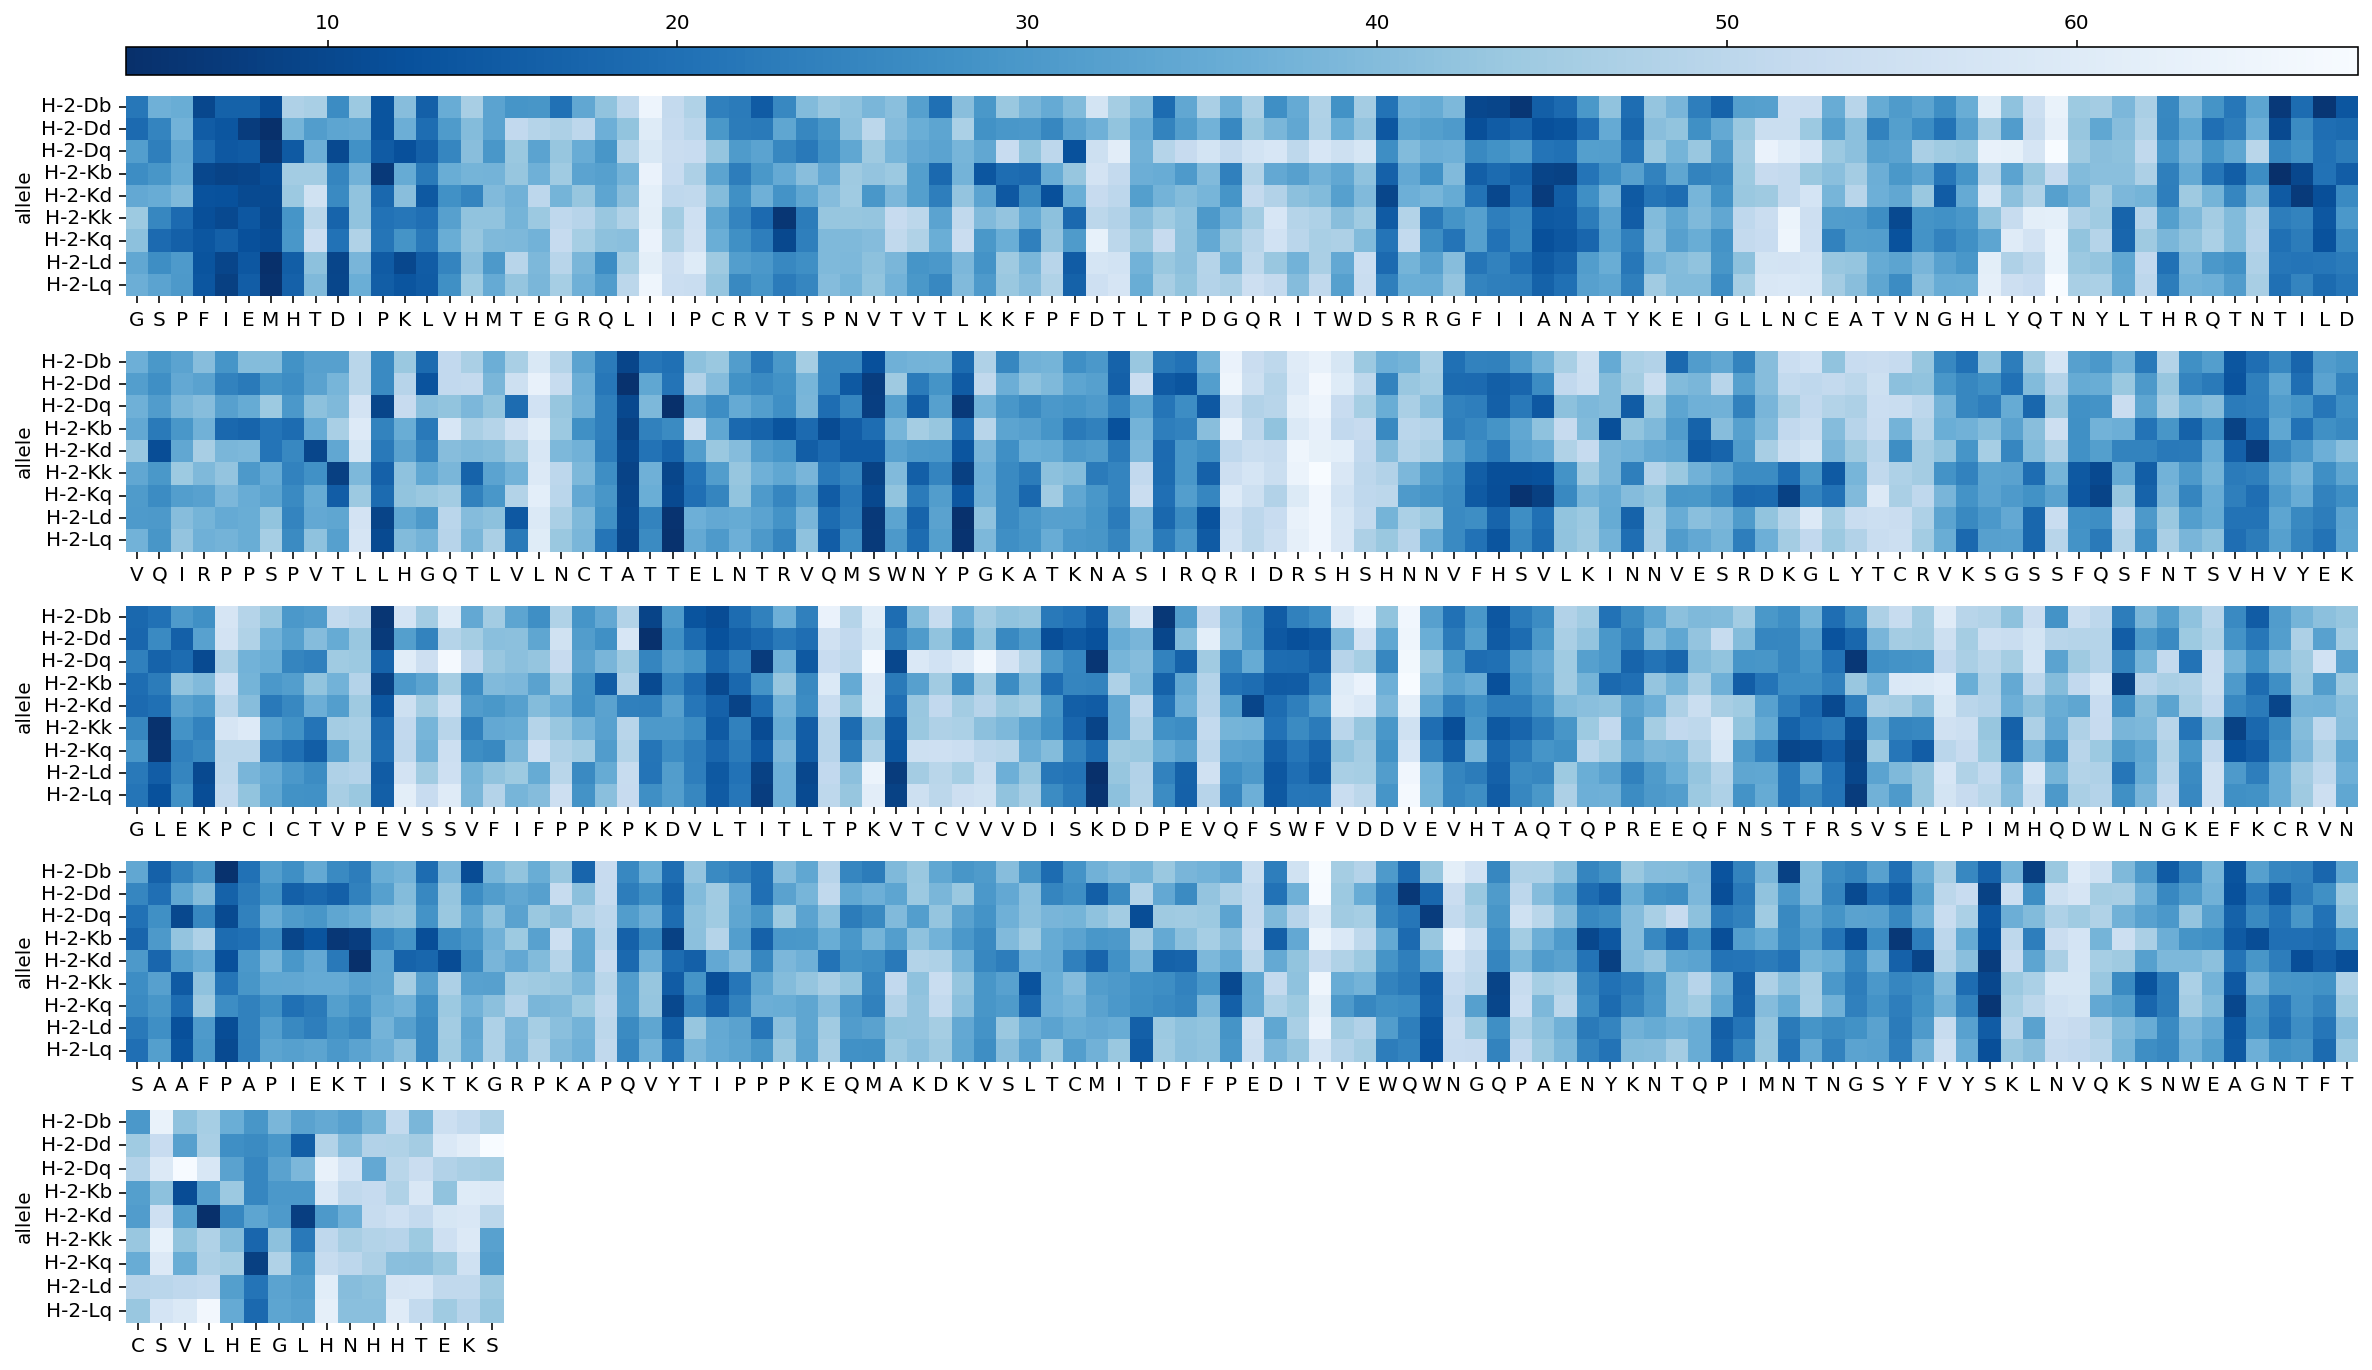 10 20 30 40 50 60
allele
H-2-Db
H-2-Dd
H-2-Dq
H-2-Kb
H-2-Kd
H-2-Kk
H-2-Kq
H-2-Ld
H-2-Lq
G S P F I E M H T D I P K L V H M T E G R Q L I I P C R V T S P N V T V T L K K F P F D T L T P D G Q R I T W D S R R G F I I A N A T Y K E I G L L N C E A T V N G H L Y Q T N Y L T H R Q T N T I L D
allele
H-2-Db
H-2-Dd
H-2-Dq
H-2-Kb
H-2-Kd
H-2-Kk
H-2-Kq
H-2-Ld
H-2-Lq
V Q I R P P S P V T L L H G Q T L V L N C T A T T E L N T R V Q M S W N Y P G K A T K N A S I R Q R I D R S H S H N N V F H S V L K I N N V E S R D K G L Y T C R V K S G S S F Q S F N T S V H V Y E K
allele
H-2-Db
H-2-Dd
H-2-Dq
H-2-Kb
H-2-Kd
H-2-Kk
H-2-Kq
H-2-Ld
H-2-Lq
G L E K P C I C T V P E V S S V F I F P P K P K D V L T I T L T P K V T C V V V D I S K D D P E V Q F S W F V D D V E V H T A Q T Q P R E E Q F N S T F R S V S E L P I M H Q D W L N G K E F K C R V N
allele
H-2-Db
H-2-Dd
H-2-Dq
H-2-Kb
H-2-Kd
H-2-Kk
H-2-Kq
H-2-Ld
H-2-Lq
S A A F P A P I E K T I S K T K G R P K A P Q V Y T I P P P K E Q M A K D K V S L T C M I T D F F P E D I T V E W Q W N G Q P A E N Y K N T Q P I M N T N G S Y F V Y S K L N V Q K S N W E A G N T F T
allele
H-2-Db
H-2-Dd
H-2-Dq
H-2-Kb
H-2-Kd
H-2-Kk
H-2-Kq
H-2-Ld
H-2-Lq
C S V L H E G L H N H H T E K S